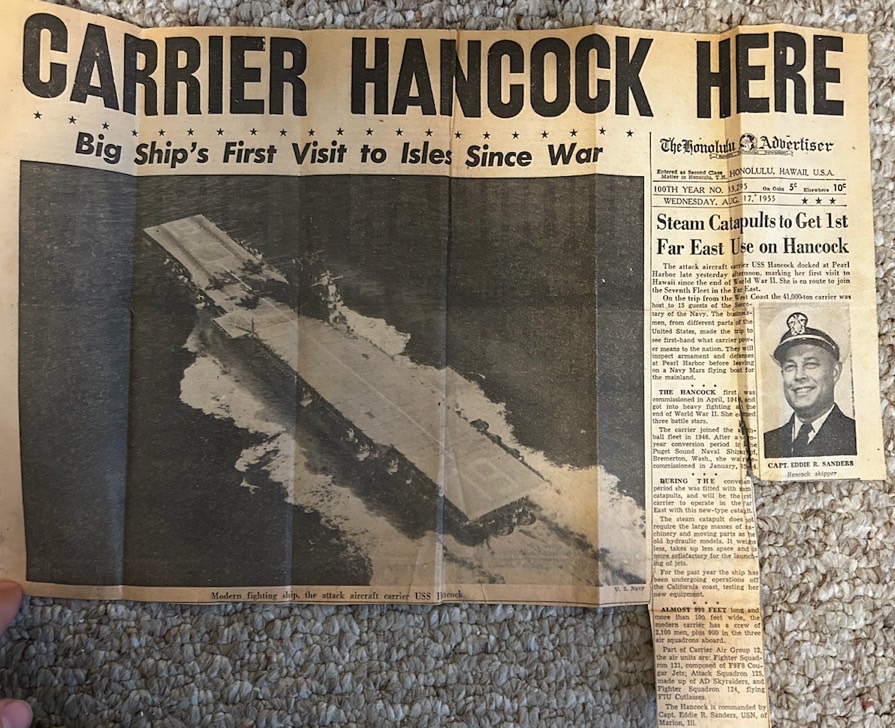 CARRIER HANCOCK HERE
Big Ship's First Visit to Isles Since War
Modern fighting ship, the attack aircraft carrier USS
U. S. Navy
The Honolulu Advertiser
Entered as Second Class
Matter in Honolulu, T.H.
HONOLULU, HAWAII, U.S.A.
100TH YEAR NO.
On Oahu 5¢ Elsewhere 10¢
WEDNESDAY, AUG. 17, 1955
Steam Catapults to Get 1st
Far East Use on Hancock
The attack aircraft carrier USS Hancock docked at Pearl
Harbor late yesterday afternoon, marking her first visit to
Hawaii since the end of World War II. She is en route to join
the Seventh Fleet in the Far East.
On the trip from the West Coast the 41,000-ton carrier was
host to 15 guests of the
tary of the Navy. The
men, from different parts of the
United States, made the trip to
see first-hand what carrier
er means to the nation. They will
inspect armament and
at Pearl Harbor before leaving
on a Navy Mars flying boat for
the mainland.
THE HANCOCK first was
commissioned in April, and
got into heavy fighting at the
end of World War II. She
three battle stars.
The carrier joined the
ball fleet in 1946. After a
year conversion period in
Puget Sound Naval
Bremerton, Wash., she was
commissioned in January,
DURING THE
period she was fitted with
catapults, and will be the
carrier to operate in the Far
East with this new-type
The steam catapult does not
require the large masses of
chinery and moving parts as
old hydraulic models. It
less, takes up less space and is
more satisfactory for the
ing of jets.
For the past year the ship has
been undergoing operations off
the California coast, testing her
new equipment.
ALMOST 900 FEET long and
more than 100 feet wide, the
modern carrier has a crew of
2,100 men, plus 900 in the three
air squadrons aboard.
Part of Carrier Air Group 12,
the air units are: Fighter Squad-
ron 121, composed of F9F8 Cou-
gar Jets; Attack Squadron 125,
made up of AD Skyraiders, and
Fighter Squadron 124, flying
F7U Cutlasses.
The Hancock is commanded by
Capt. Eddie R. Sanders, USN, of
Marion, Ill.
CAPT. EDDIE R. SANDERS
Hancock skipper